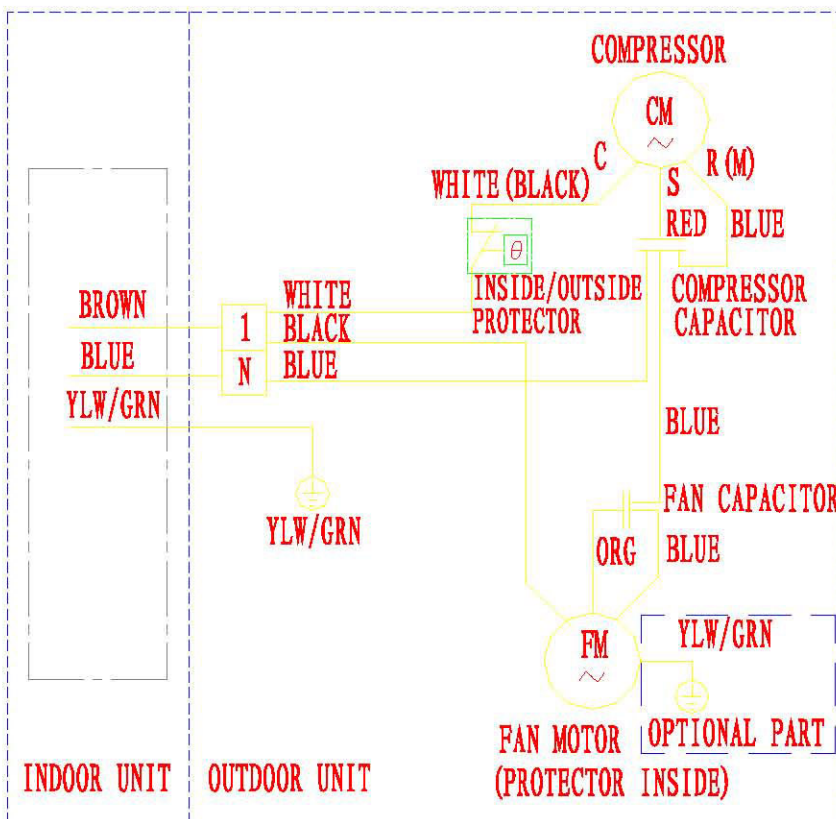 COMPRESSOR
CM
C
S
R(M)
WHITE(BLACK)
RED
BLUE
θ
INSIDE/OUTSIDE
PROTECTOR
COMPRESSOR
CAPACITOR
BROWN
BLUE
YLW/GRN
1
N
WHITE
BLACK
BLUE
YLW/GRN
BLUE
FAN CAPACITOR
ORG
BLUE
FM
YLW/GRN
OPTIONAL PART
FAN MOTOR
(PROTECTOR INSIDE)
INDOOR UNIT
OUTDOOR UNIT